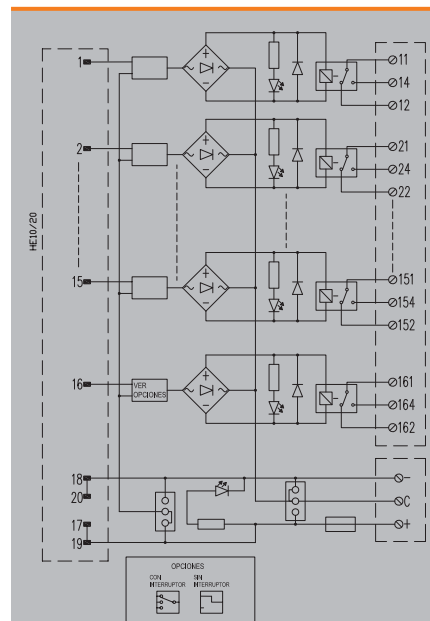 1
11
14
12
2
21
24
22
HE10/20
15
151
154
152
16
VER
OPCIONES
161
164
162
18
20
17
19
-
C
+
OPCIONES
CON
INTERRUPTOR
SIN
INTERRUPTOR